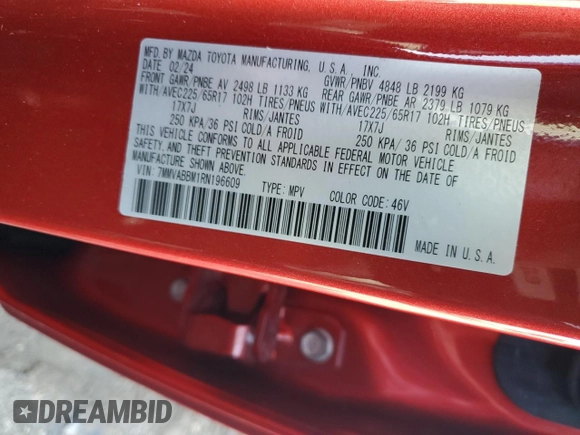 MFD. BY MAZDA TOYOTA MANUFACTURING, U.S.A., INC.
DATE 02/24 GVWR/PNBV 4848 LB 2199 KG
FRONT GAWR/PNBE AV 2498 LB 1133 KG REAR GAWR/PNBE AR 2379 LB 1079 KG
WITH/AVEC225/65R17 102H TIRES/PNEUS WITH/AVEC225/65R17 102H TIRES/PNEUS
17X7J RIMS/JANTES 17X7J RIMS/JANTES
250 KPA/36 PSI COLD/A FROID 250 KPA/36 PSI COLD/A FROID
THIS VEHICLE CONFORMS TO ALL APPLICABLE FEDERAL MOTOR VEHICLE
SAFETY, AND THEFT PREVENTION STANDARDS IN EFFECT ON THE DATE OF
MANUFACTURE SHOWN ABOVE.
VIN: 7MMVABBM1RN196609 TYPE: MPV COLOR CODE: 46V
MADE IN U.S.A.
DREAMBID